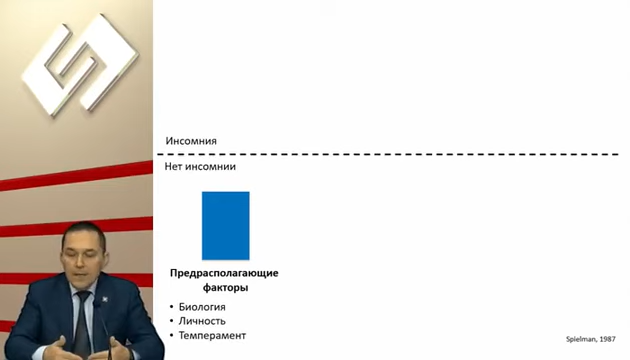 Инсомния
Нет инсомнии
Предрасполагающие
факторы
• Биология
• Личность
• Темперамент
Spielman, 1987